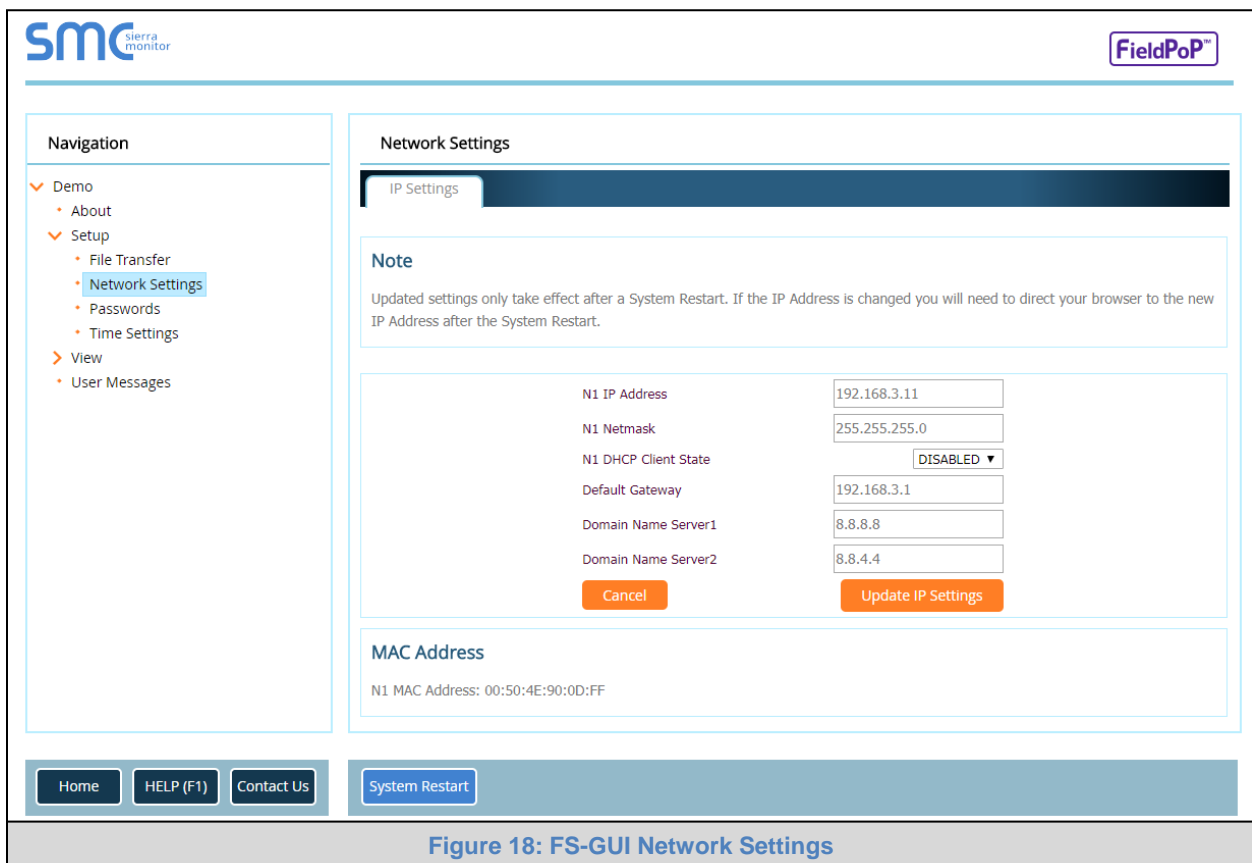 SMC sierra monitor
FieldPoP™
Navigation
Demo
About
Setup
File Transfer
Network Settings
Passwords
Time Settings
View
User Messages
Network Settings
IP Settings
Note
Updated settings only take effect after a System Restart. If the IP Address is changed you will need to direct your browser to the new
IP Address after the System Restart.
N1 IP Address 192.168.3.11
N1 Netmask 255.255.255.0
N1 DHCP Client State DISABLED
Default Gateway 192.168.3.1
Domain Name Server1 8.8.8.8
Domain Name Server2 8.8.4.4
Cancel Update IP Settings
MAC Address
N1 MAC Address: 00:50:4E:90:0D:FF
Home HELP (F1) Contact Us System Restart
Figure 18: FS-GUI Network Settings